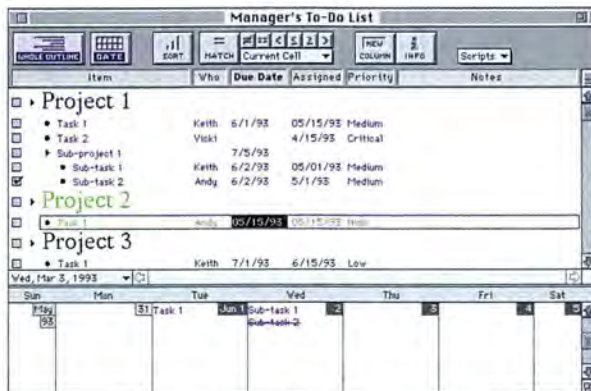 Manager's To-Do List
WHOLE OUTLINE DATE SORT MATCH Current Cell NEW COLUMN INFO Scripts
Item Who Due Date Assigned Priority Notes
Project 1
Task 1 Keith 6/1/93 05/15/93 Medium
Task 2 Vicki 4/15/93 Critical
Sub-project 1 7/5/93
Sub-task 1 Keith 6/2/93 05/01/93 Medium
Sub-task 2 Andy 6/2/93 5/1/93 Medium
Project 2
Task 1 Andy 05/15/93 05/15/93
Project 3
Task 1 Keith 7/1/93 6/15/93 Low
Wed, Mar 3, 1993
Sun Mon Tue Wed Thu Fri Sat
May 31 Task 1 Jun 1 Sub-task 1 2 3 4 5
93 Sub-task 2